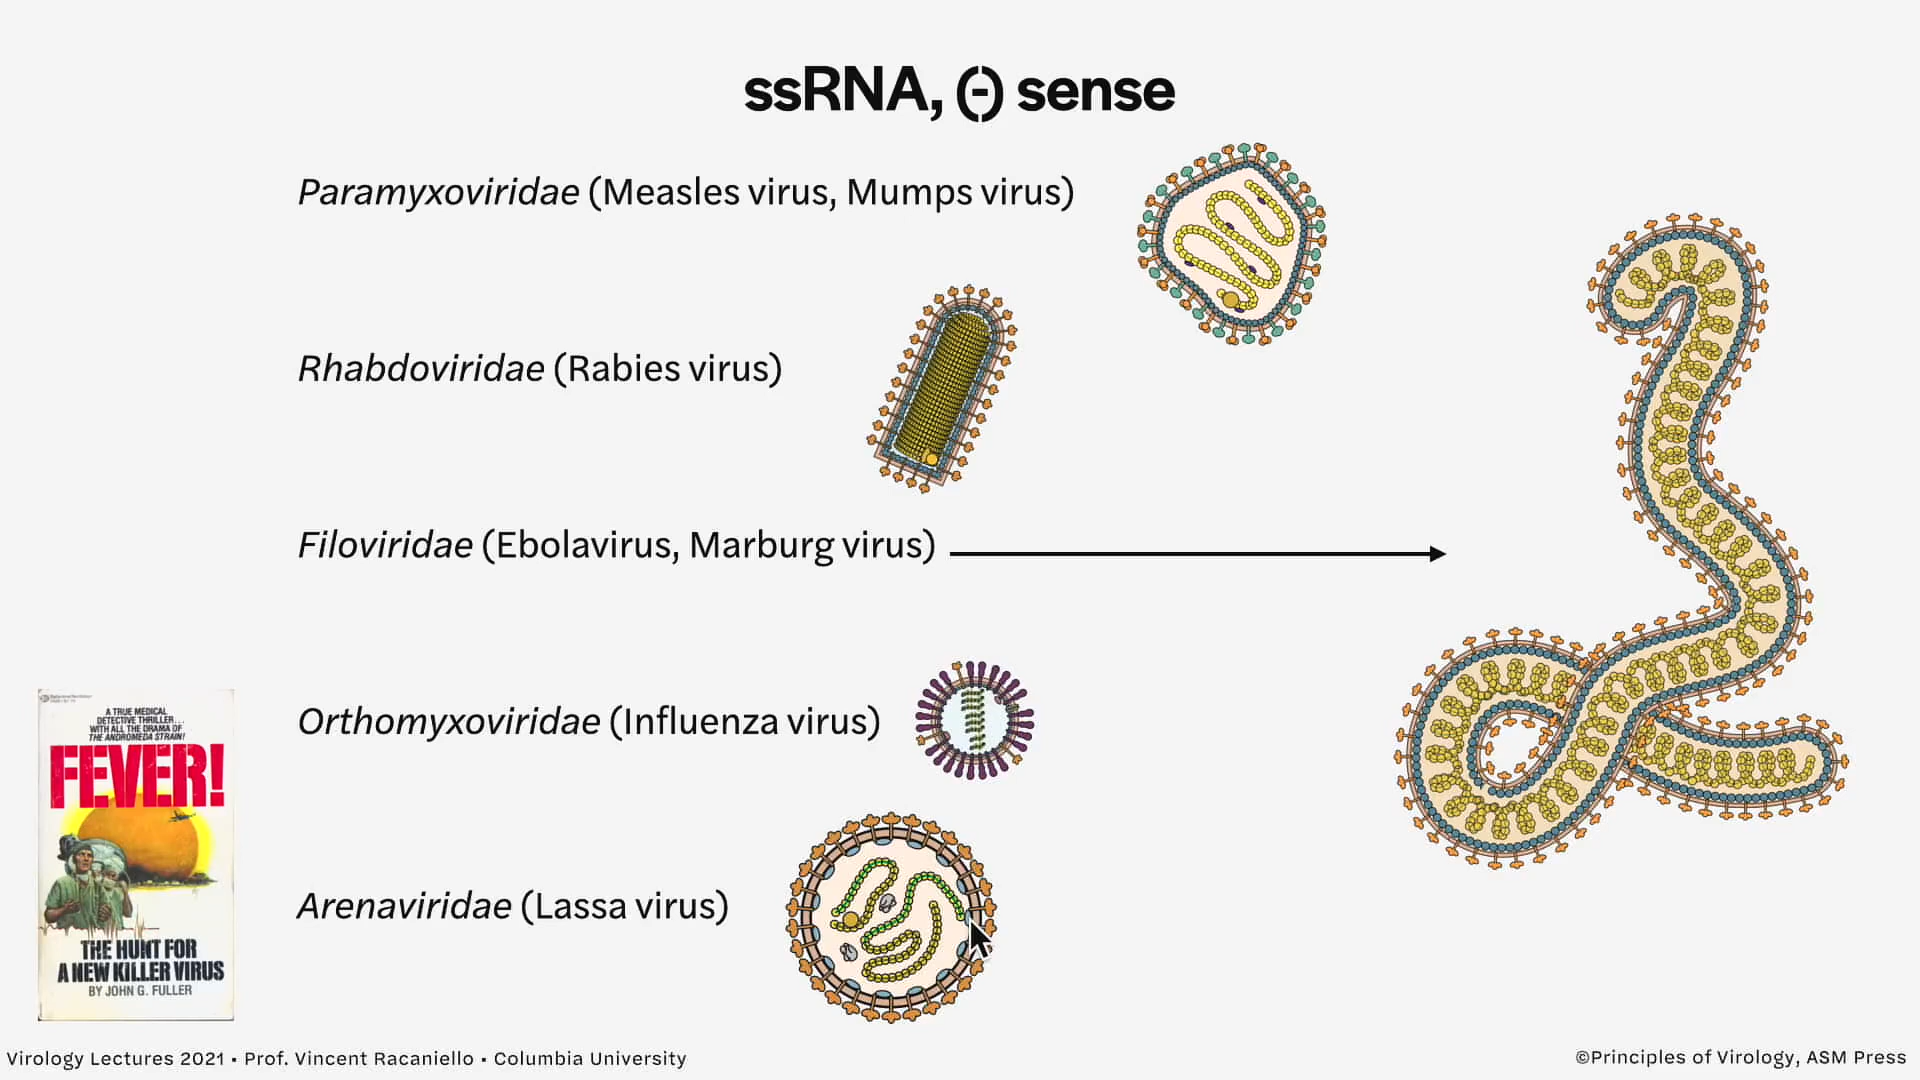 ssRNA, (-) sense
Paramyxoviridae (Measles virus, Mumps virus)
Rhabdoviridae (Rabies virus)
Filoviridae (Ebolavirus, Marburg virus)
Orthomyxoviridae (Influenza virus)
Arenaviridae (Lassa virus)
A TRUE MEDICAL
DETECTIVE THRILLER...
WITH ALL THE DRAMA OF
THE ANDROMEDA STRAIN!
FEVER!
THE HUNT FOR
A NEW KILLER VIRUS
BY JOHN G. FULLER
Virology Lectures 2021 • Prof. Vincent Racaniello • Columbia University
©Principles of Virology, ASM Press